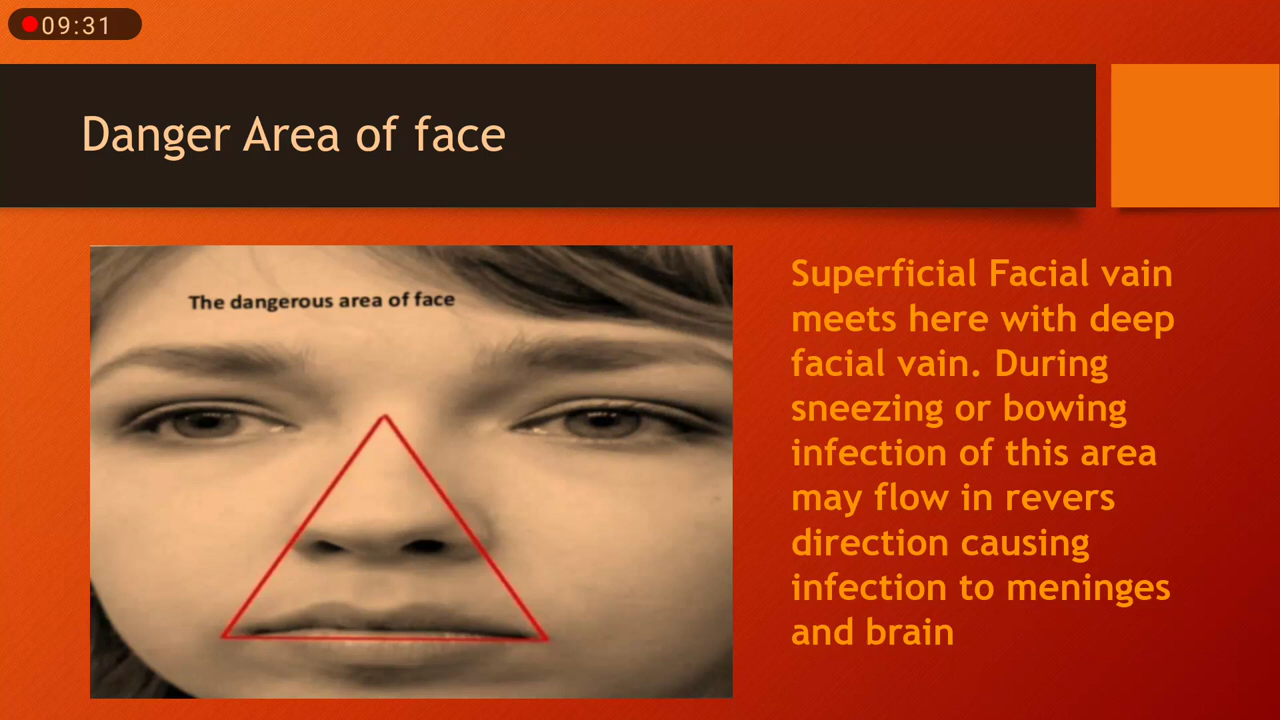 09:31
Danger Area of face
The dangerous area of face
Superficial Facial vain
meets here with deep
facial vain. During
sneezing or bowing
infection of this area
may flow in revers
direction causing
infection to meninges
and brain